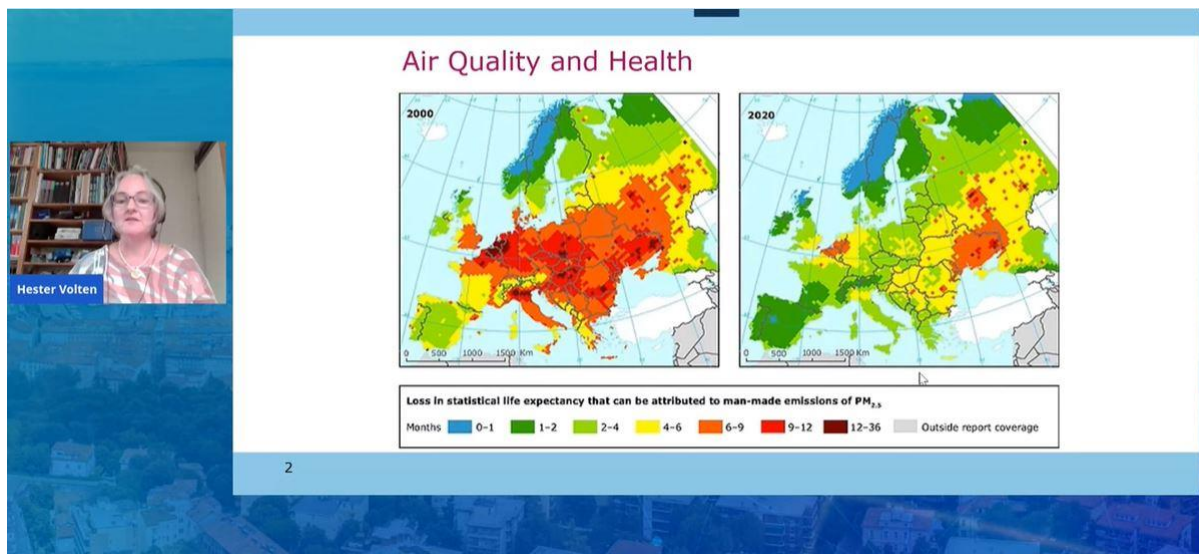 Air Quality and Health
2000
2020
0 500 1000 1500 Km
0 500 1000 1500 Km
Loss in statistical life expectancy that can be attributed to man-made emissions of PM2.5
Months 0–1 1–2 2–4 4–6 6–9 9–12 12–36 Outside report coverage
Hester Volten
2